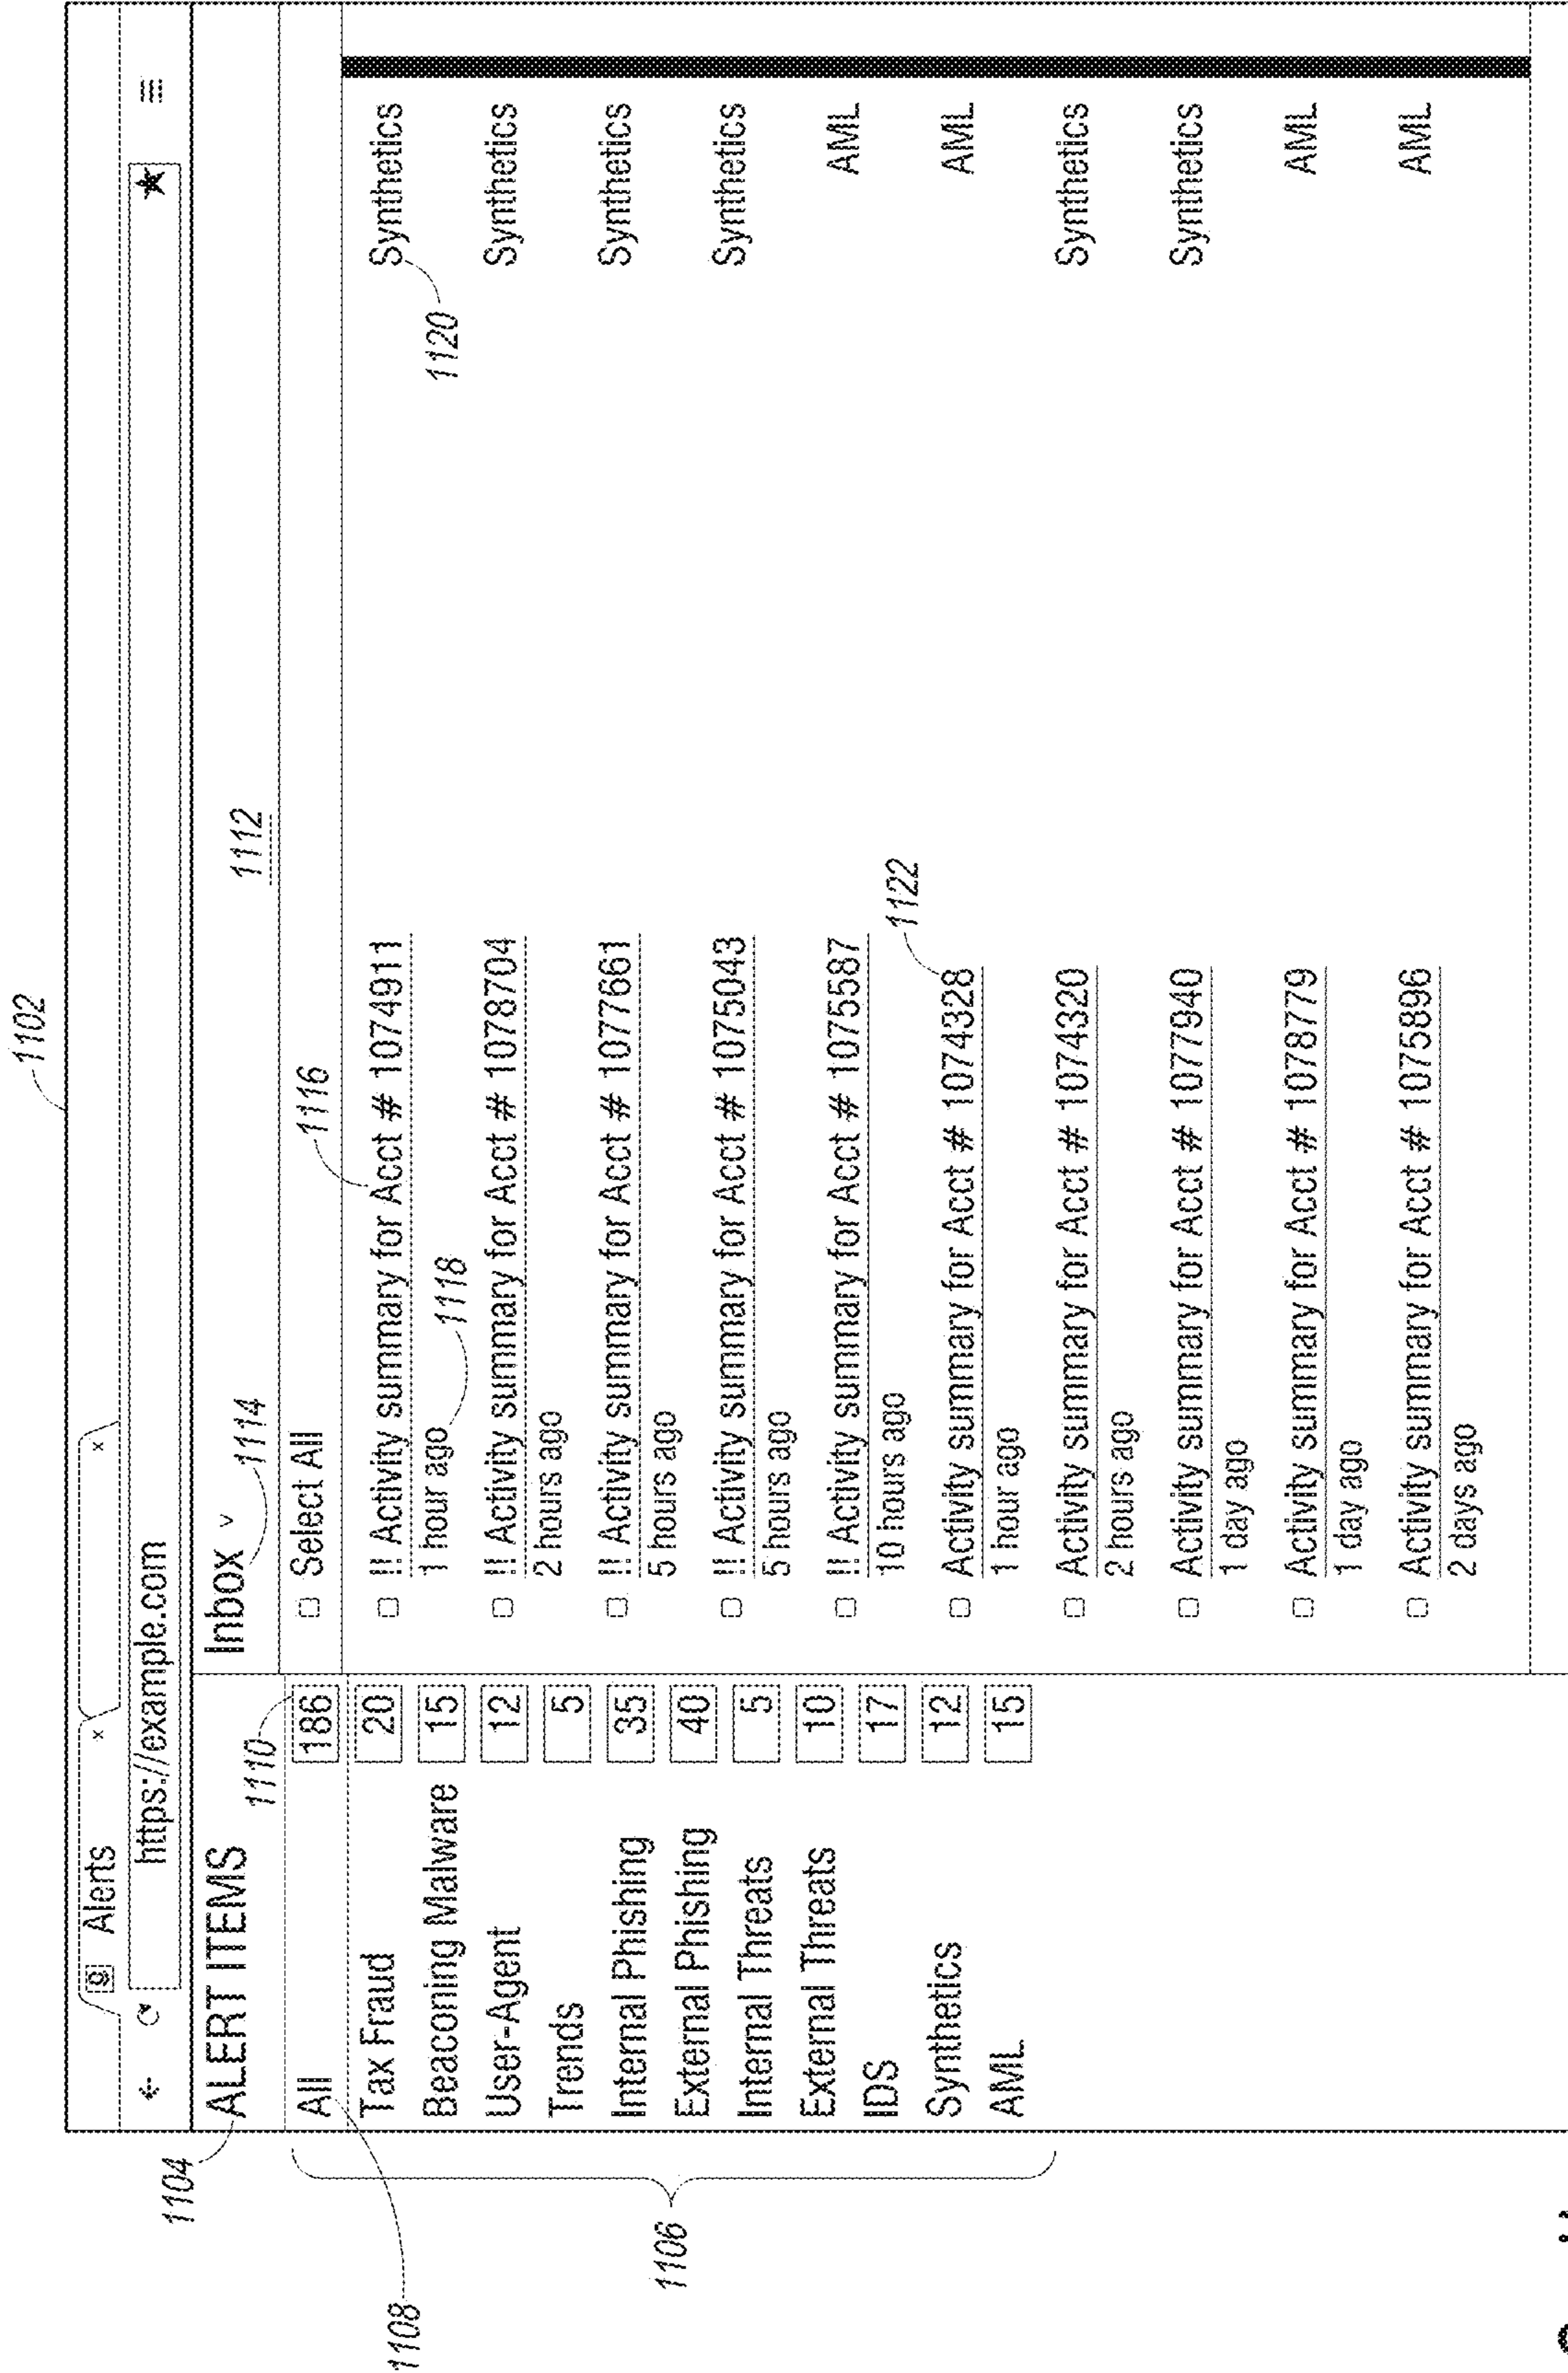 1102
Alerts × ×
https://example.com
1104
ALERT ITEMS
1110
Inbox ˅
1114
1112
1108
All 186
Select All
1116
1106
Tax Fraud 20
Beaconing Malware 15
User-Agent 12
Trends 5
Internal Phishing 35
External Phishing 40
Internal Threats 5
External Threats 10
IDS 17
Synthetics 12
AML 15
!! Activity summary for Acct # 1074911 Synthetics
1 hour ago
1118
1120
!! Activity summary for Acct # 1078704 Synthetics
2 hours ago
!! Activity summary for Acct # 1077661 Synthetics
5 hours ago
!! Activity summary for Acct # 1075043 Synthetics
5 hours ago
!! Activity summary for Acct # 1075587 AML
10 hours ago
1122
Activity summary for Acct # 1074328 AML
1 hour ago
Activity summary for Acct # 1074320 Synthetics
2 hours ago
Activity summary for Acct # 1077940 Synthetics
1 day ago
Activity summary for Acct # 1078779 AML
1 day ago
Activity summary for Acct # 1075896 AML
2 days ago